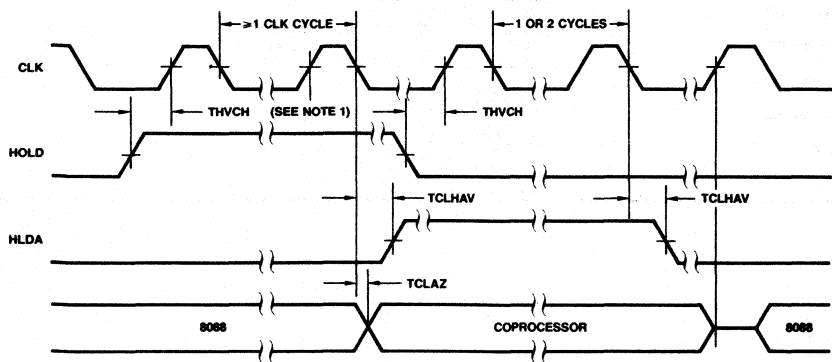 ≥1 CLK CYCLE
1 OR 2 CYCLES
CLK
THVCH
(SEE NOTE 1)
THVCH
HOLD
TCLHAV
TCLHAV
HLDA
TCLAZ
8088
COPROCESSOR
8088